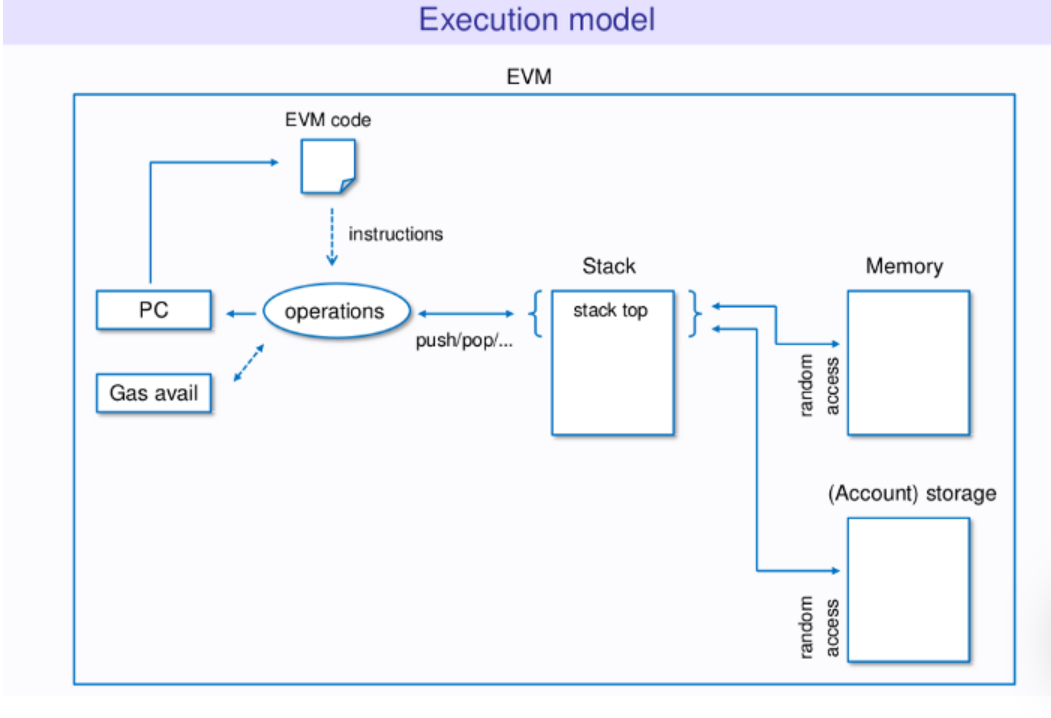 Execution model
EVM
EVM code
instructions
Stack
Memory
PC
operations
stack top
push/pop/...
random
access
Gas avail
(Account) storage
random
access